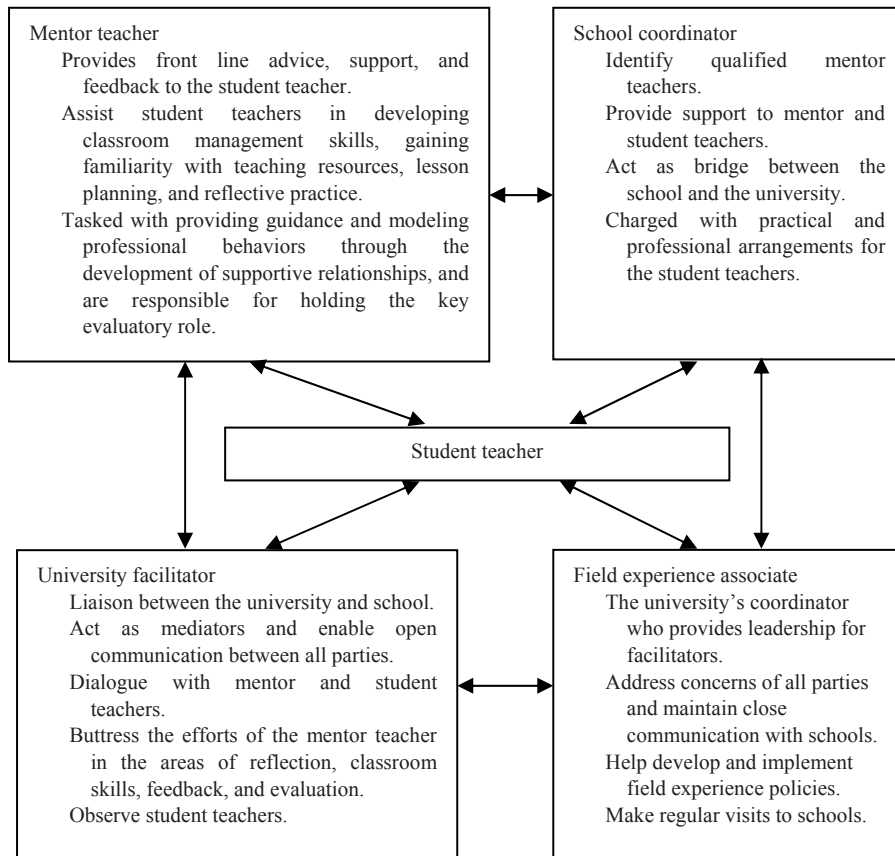 Mentor teacher
Provides front line advice, support, and
feedback to the student teacher.
Assist student teachers in developing
classroom management skills, gaining
familiarity with teaching resources, lesson
planning, and reflective practice.
Tasked with providing guidance and modeling
professional behaviors through the
development of supportive relationships, and
are responsible for holding the key
evaluatory role.
School coordinator
Identify qualified mentor
teachers.
Provide support to mentor and
student teachers.
Act as bridge between the
school and the university.
Charged with practical and
professional arrangements for
the student teachers.
Student teacher
University facilitator
Liaison between the university and school.
Act as mediators and enable open
communication between all parties.
Dialogue with mentor and student
teachers.
Buttress the efforts of the mentor teacher
in the areas of reflection, classroom
skills, feedback, and evaluation.
Observe student teachers.
Field experience associate
The university’s coordinator
who provides leadership for
facilitators.
Address concerns of all parties
and maintain close
communication with schools.
Help develop and implement
field experience policies.
Make regular visits to schools.